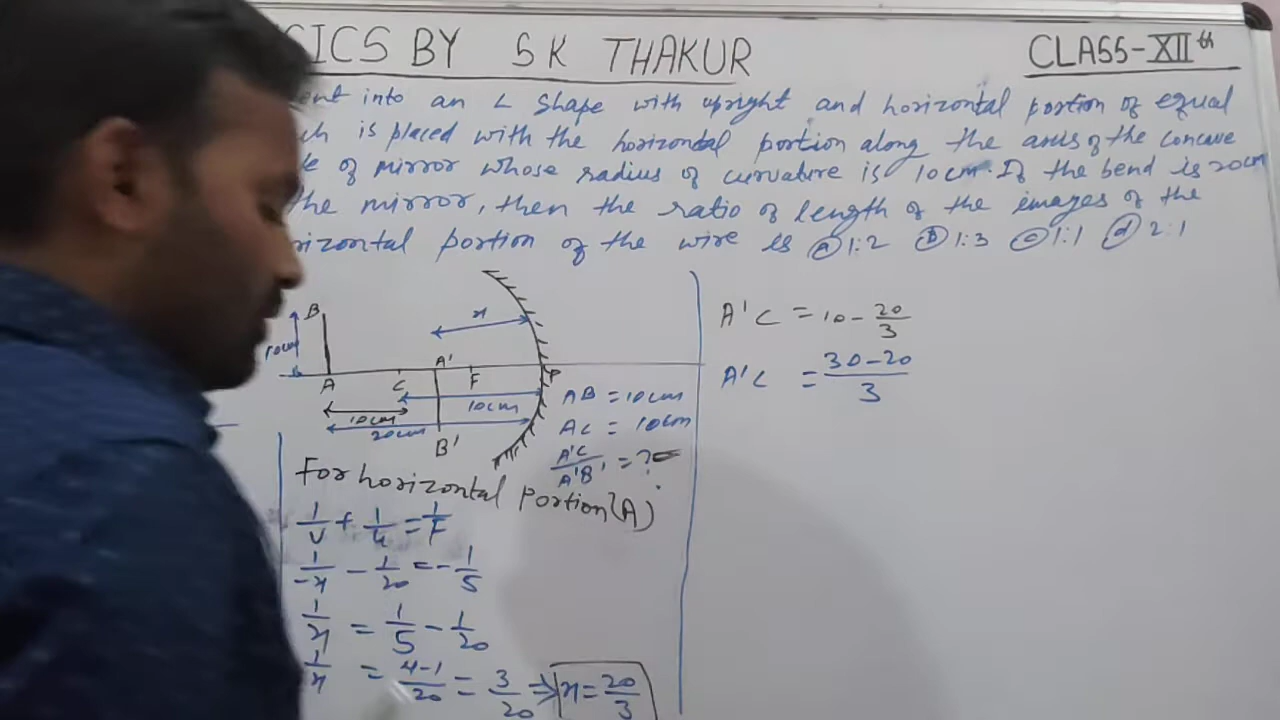 SICS BY S K THAKUR CLASS-XIIth
ent into an L shape with upright and horizontal portion of equal
ch is placed with the horizontal portion along the axis of the concave
le of mirror whose radius of curvature is 10cm. If the bend is 20cm
the mirror, then the ratio of length of the images of the
rizontal portion of the wire is (a) 1:2 (b) 1:3 (c) 1:1 (d) 2:1
B
10cm
A C A' F P
x
10cm
10cm
20cm
B'
AB = 10cm
AC = 10cm
A'C/A'B' = ?
For horizontal portion (A)
1/v + 1/u = 1/F
1/-x - 1/20 = -1/5
1/x = 1/5 - 1/20
1/x = 4-1/20 = 3/20 ⇒ x = 20/3
A'C = 10 - 20/3
A'C = 30-20/3